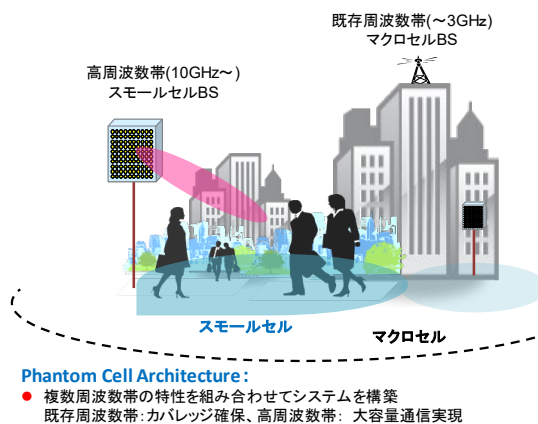 既存周波数帯(~3GHz)
マクロセルBS
高周波数帯(10GHz~)
スモールセルBS
スモールセル
マクロセル
Phantom Cell Architecture:
● 複数周波数帯の特性を組み合わせてシステムを構築
既存周波数帯:カバレッジ確保、高周波数帯: 大容量通信実現